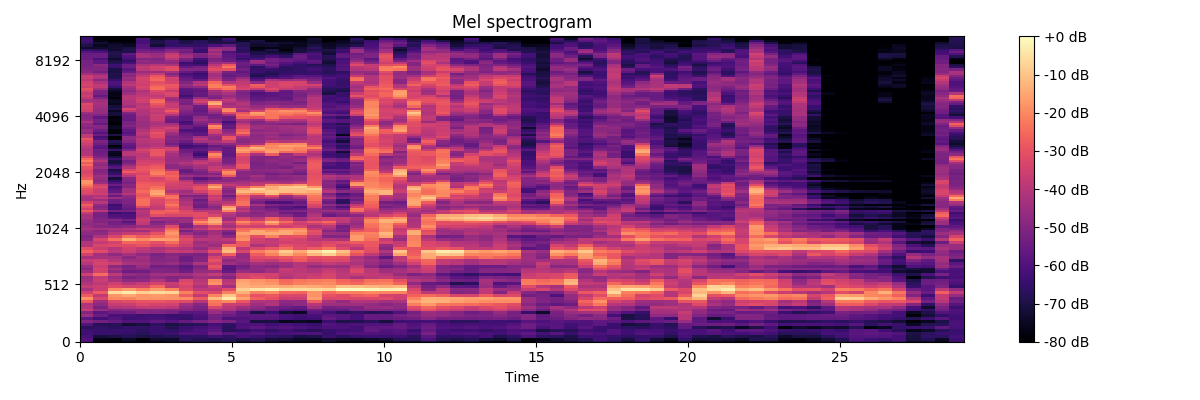 Mel spectrogram
8192
4096
2048
1024
512
0
Hz
0 5 10 15 20 25
Time
+0 dB
-10 dB
-20 dB
-30 dB
-40 dB
-50 dB
-60 dB
-70 dB
-80 dB